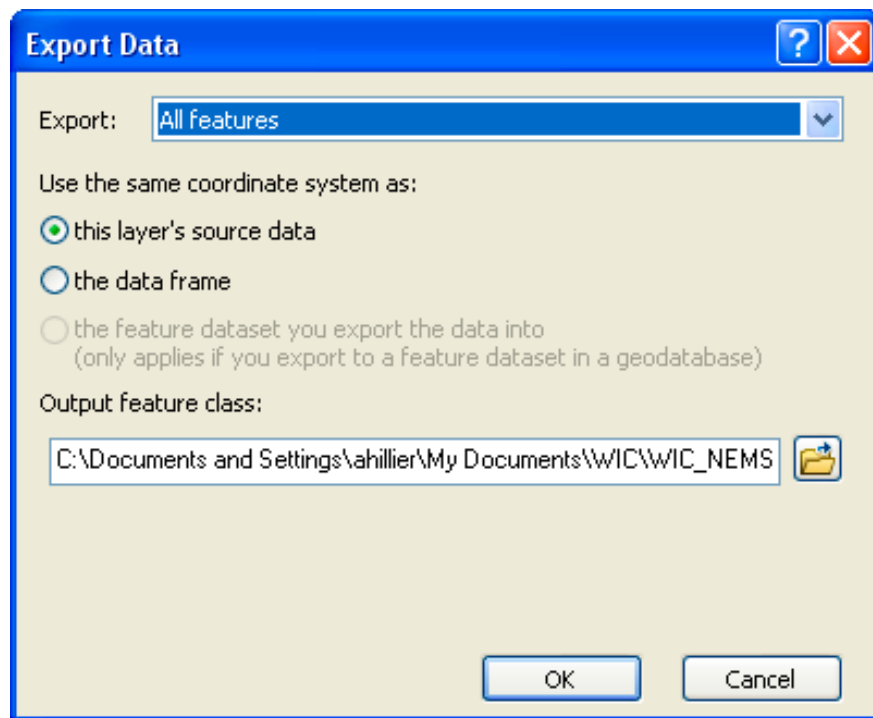 Export Data
Export: All features
Use the same coordinate system as:
this layer's source data
the data frame
the feature dataset you export the data into
(only applies if you export to a feature dataset in a geodatabase)
Output feature class:
C:\Documents and Settings\ahillier\My Documents\WIC\WIC_NEMS
OK Cancel